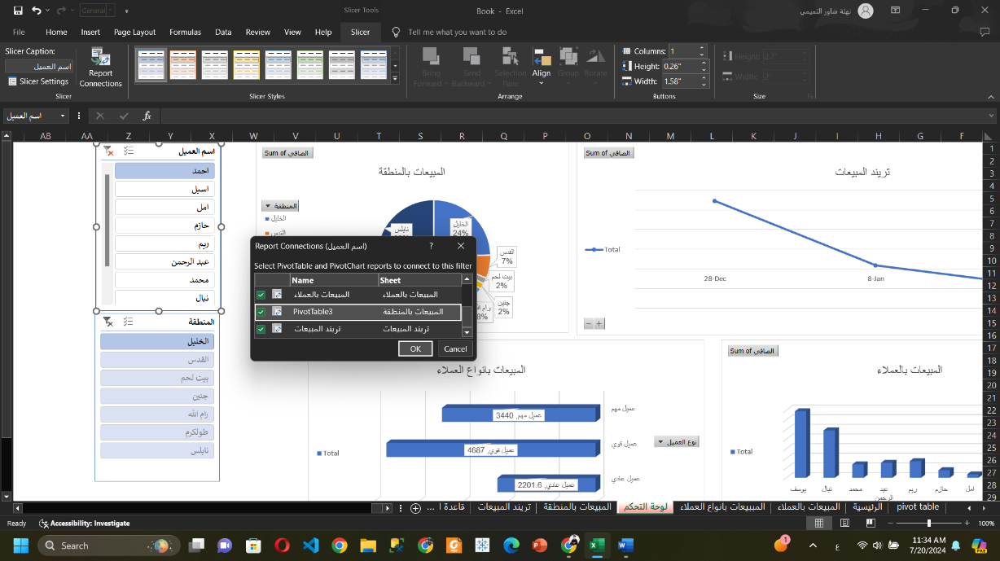 General
Slicer Tools
Book - Excel
نهلة شاور التميمي
File
Home
Insert
Page Layout
Formulas
Data
Review
View
Help
Slicer
Tell me what you want to do
Slicer Caption:
اسم العميل
Slicer Settings
Report Connections
Slicer
Slicer Styles
Bring Forward
Send Backward
Selection Pane
Align
Group
Rotate
Arrange
Columns: 1
Height: 0.26"
Width: 1.58"
Buttons
Height: 2.7"
Width: 2"
Size
اسم العميل
fx
AB AA Z Y X W V U T S R Q P O N M L K J I H G F
1
2
3
4
5
6
7
8
9
10
11
12
13
14
15
16
17
18
19
20
21
22
23
24
25
26
27
28
29
اسم العميل
احمد
اسيل
امل
حازم
ريم
عبد الرحمن
محمد
نبال
المنطقة
الخليل
القدس
بيت لحم
جنين
رام الله
طولكرم
نابلس
Sum of الصافي
المبيعات بالمنطقة
المنطقة
الخليل
القدس
نابلس
الخليل
24%
القدس
7%
بيت لحم
2%
جنين
2%
Sum of الصافي
تريند المبيعات
Total
28-Dec
8-Jan
Report Connections (اسم العميل)
?
Select PivotTable and PivotChart reports to connect to this filter
Name
Sheet
المبيعات بالعملاء
المبيعات بالعملاء
PivotTable3
المبيعات بالمنطقة
تريند المبيعات
تريند المبيعات
OK
Cancel
المبيعات بانواع العملاء
عميل مهم
عميل مهم, 3440
عميل قوي
عميل قوي, 4687
عميل عادي
عميل عادي, 2201.6
Total
نوع العميل
Sum of الصافي
المبيعات بالعملاء
Total
يوسف
نبال
محمد
عبد الرحمن
ريم
حازم
امل
... قاعدة ا
تريند المبيعات
المبيعات بالمنطقة
لوحة التحكم
المبيعات بانواع العملاء
المبيعات بالعملاء
الرئيسية
pivot table
Ready
Accessibility: Investigate
100%
Search
1
ع
11:34 AM
7/20/2024
PRE